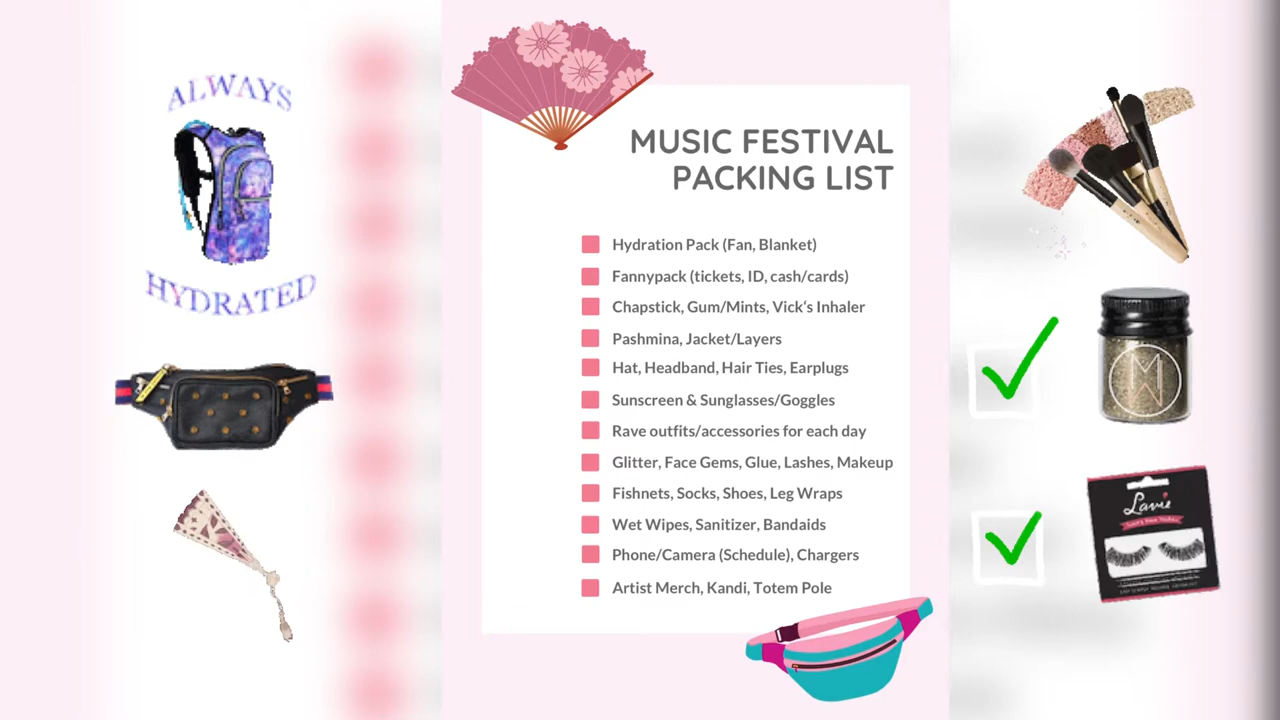 ALWAYS
HYDRATED
MUSIC FESTIVAL
PACKING LIST
Hydration Pack (Fan, Blanket)
Fannypack (tickets, ID, cash/cards)
Chapstick, Gum/Mints, Vick's Inhaler
Pashmina, Jacket/Layers
Hat, Headband, Hair Ties, Earplugs
Sunscreen & Sunglasses/Goggles
Rave outfits/accessories for each day
Glitter, Face Gems, Glue, Lashes, Makeup
Fishnets, Socks, Shoes, Leg Wraps
Wet Wipes, Sanitizer, Bandaids
Phone/Camera (Schedule), Chargers
Artist Merch, Kandi, Totem Pole
Lavie